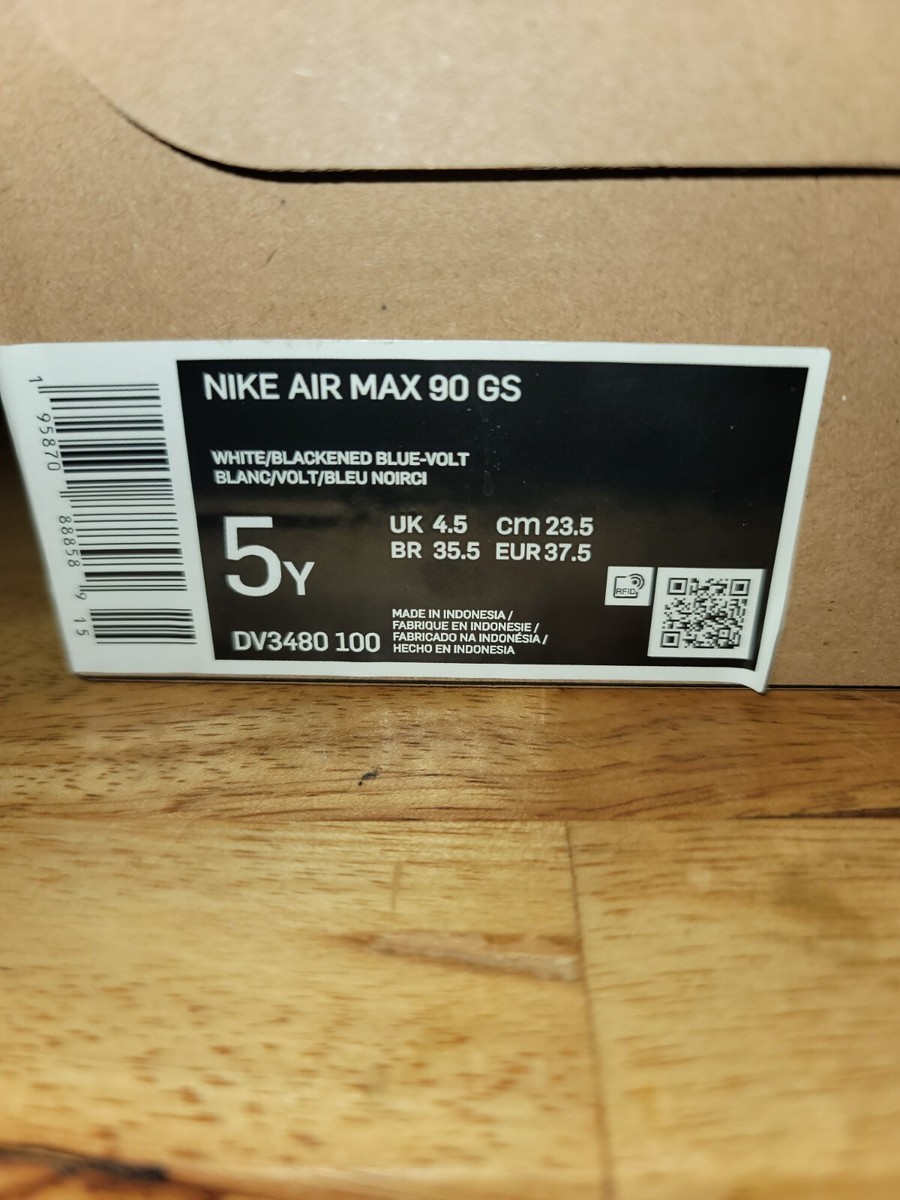 NIKE AIR MAX 90 GS
WHITE/BLACKENED BLUE-VOLT
BLANC/VOLT/BLEU NOIRCI
5Y
UK 4.5 cm 23.5
BR 35.5 EUR 37.5
DV3480 100
MADE IN INDONESIA /
FABRIQUE EN INDONESIE /
FABRICADO NA INDONÉSIA /
HECHO EN INDONESIA
RFID
1 95870 88858 9 15